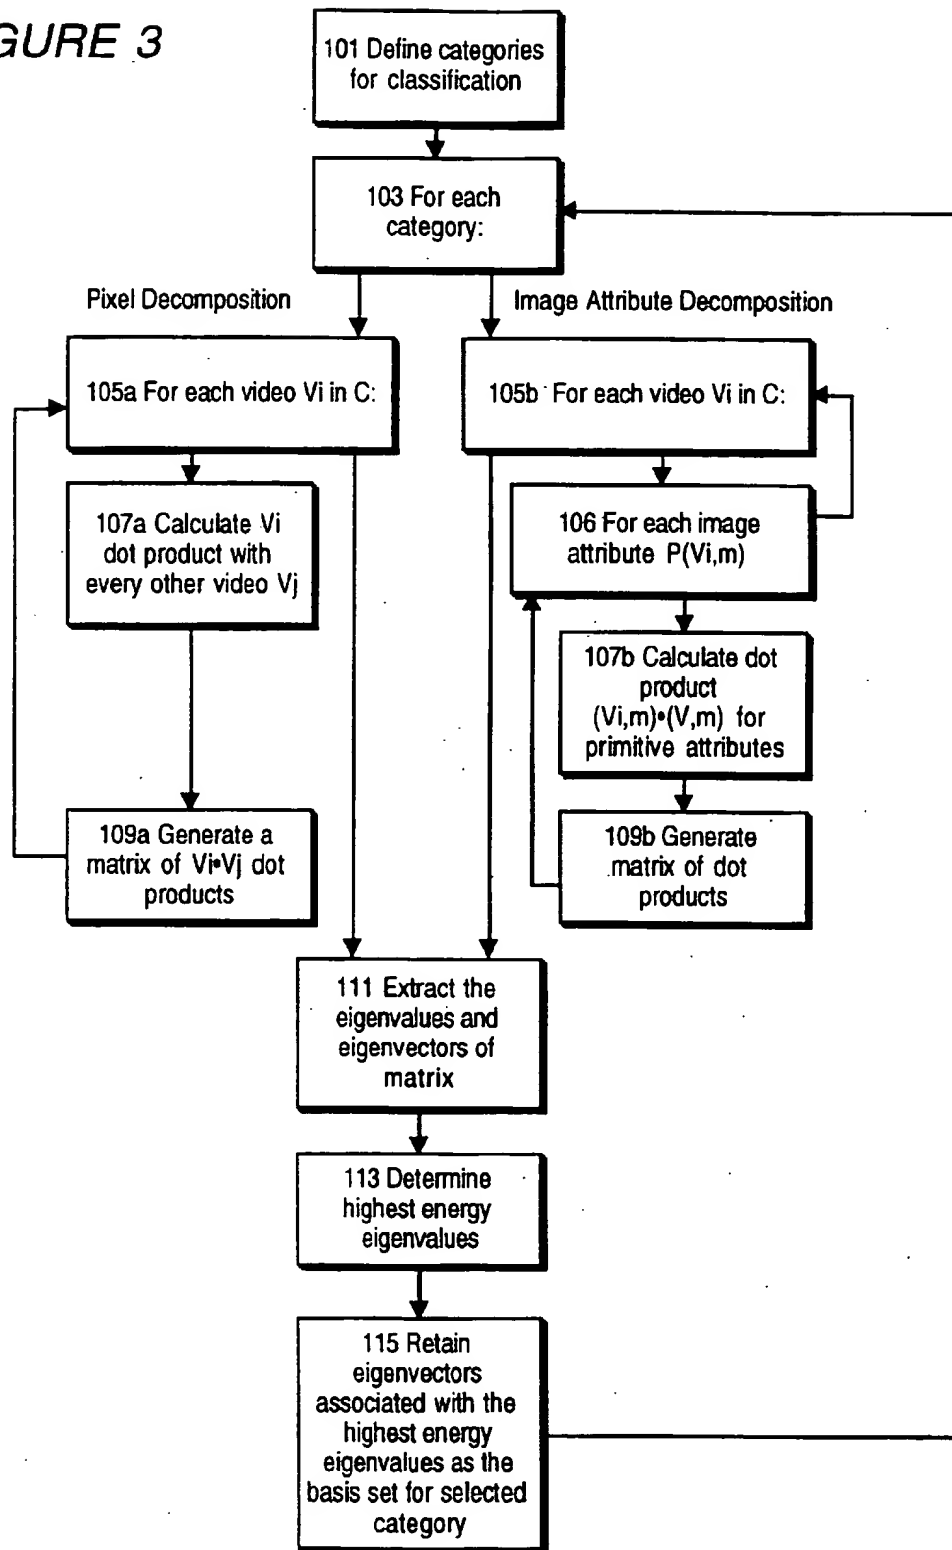 GURE 3
101 Define categories
for classification
103 For each
category:
Pixel Decomposition
Image Attribute Decomposition
105a For each video Vi in C:
105b For each video Vi in C:
107a Calculate Vi
dot product with
every other video Vj
106 For each image
attribute P(Vi,m)
107b Calculate dot
product
(Vi,m)•(V,m) for
primitive attributes
109a Generate a
matrix of Vi•Vj dot
products
109b Generate
matrix of dot
products
111 Extract the
eigenvalues and
eigenvectors of
matrix
113 Determine
highest energy
eigenvalues
115 Retain
eigenvectors
associated with the
highest energy
eigenvalues as the
basis set for selected
category